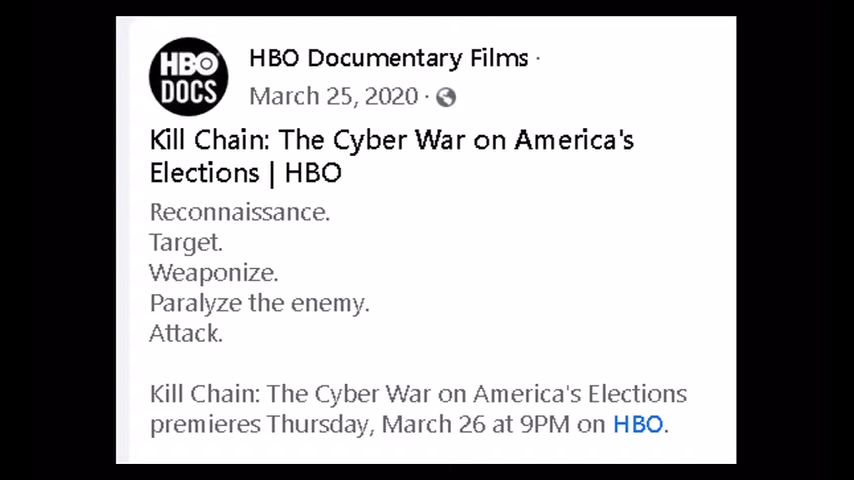 HBO
DOCS
HBO Documentary Films ·
March 25, 2020 ·
Kill Chain: The Cyber War on America's
Elections | HBO
Reconnaissance.
Target.
Weaponize.
Paralyze the enemy.
Attack.
Kill Chain: The Cyber War on America's Elections
premieres Thursday, March 26 at 9PM on HBO.